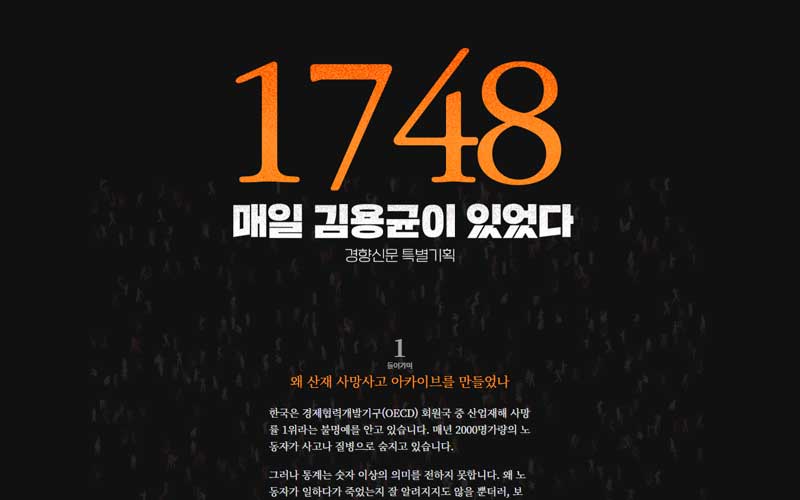 1748
매일 김용균이 있었다
경향신문 특별기획
1
들어가며
왜 산재 사망사고 아카이브를 만들었나
한국은 경제협력개발기구(OECD) 회원국 중 산업재해 사망
률 1위라는 불명예를 안고 있습니다. 매년 2000명가량의 노
동자가 사고나 질병으로 숨지고 있습니다.
그러나 통계는 숫자 이상의 의미를 전하지 못합니다. 왜 노
동자가 일하다가 죽었는지 잘 알려지지도 않을 뿐더러, 보